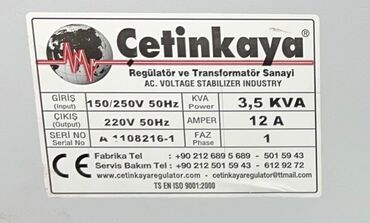 Çetinkaya®
Regülatör ve Transformatör Sanayi
AC. VOLTAGE STABILIZER INDUSTRY
GİRİŞ (Input) 150/250V 50Hz KVA Power 3,5 KVA
ÇIKIŞ (Output) 220V 50Hz AMPER 12 A
SERİ NO Serial No A 1108216-1 FAZ Phase 1
CE Fabrika Tel : +90 212 689 5 689 - 501 59 43
Servis Bakım Tel : +90 212 501 59 43 - 612 92 72
www.cetinkayaregulator.com - cetinkayaregulator@ttmail.com
TS EN ISO 9001:2000